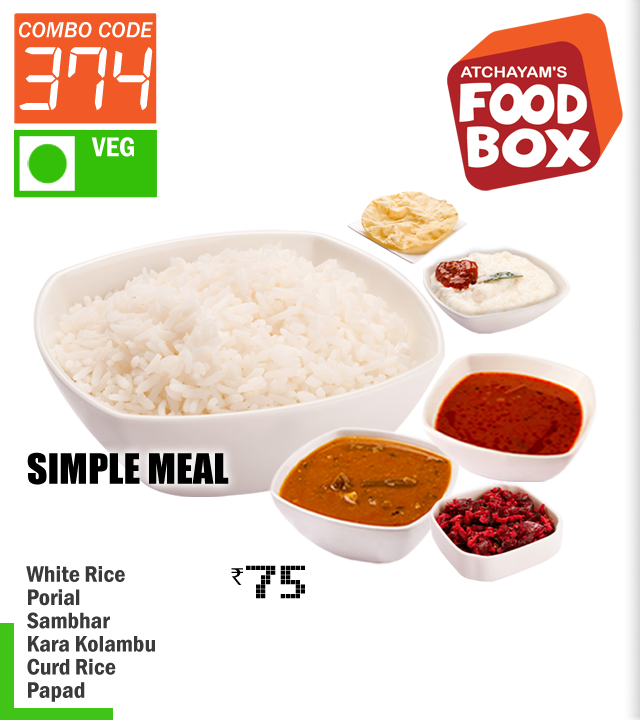 COMBO CODE
374
VEG
ATCHAYAM'S
FOOD
BOX
SIMPLE MEAL
White Rice
Porial
Sambhar
Kara Kolambu
Curd Rice
Papad
₹75